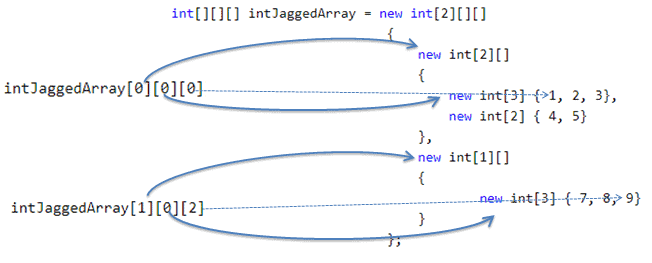 int[][][] intJaggedArray = new int[2][][]
{
new int[2][]
{
intJaggedArray[0][0][0]
new int[3] { 1, 2, 3},
new int[2] { 4, 5}
},
new int[1][]
{
new int[3] { 7, 8, 9}
intJaggedArray[1][0][2]
}
};